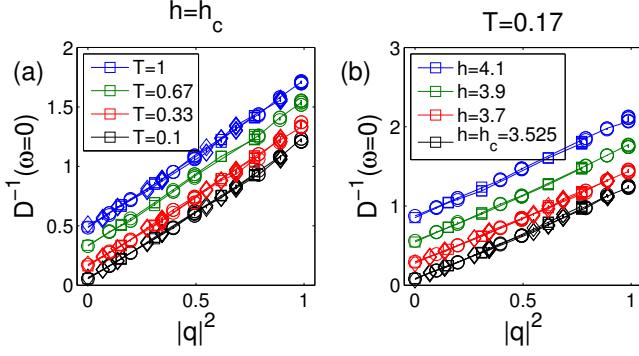 h=h_c
T=0.17
(a)
T=1
T=0.67
T=0.33
T=0.1
D^{-1}(ω=0)
2
1.5
1
0.5
0
0
0.5
1
|q|^2
(b)
h=4.1
h=3.9
h=3.7
h=h_c=3.525
D^{-1}(ω=0)
3
2
1
0
0
0.5
1
|q|^2